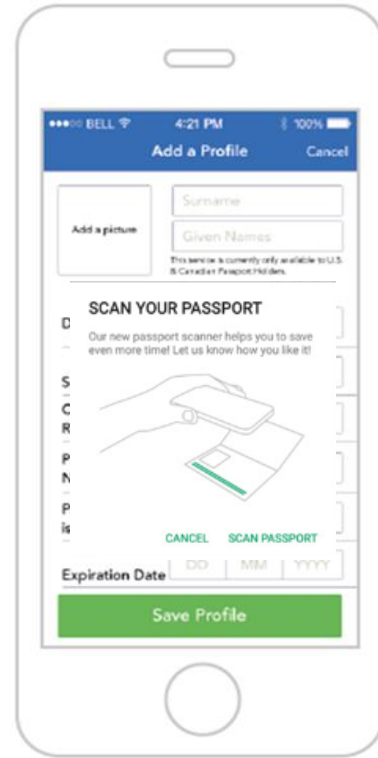 BELL 4:21 PM 100%
Add a Profile Cancel
Surname
Add a picture
Given Names
This service is currently only available to U.S.
& Canadian Passport Holders.
SCAN YOUR PASSPORT
D
Our new passport scanner helps you to save
even more time! Let us know how you like it!
S
C
R
P
N
P
is
CANCEL SCAN PASSPORT
Expiration Date DD MM YYYY
Save Profile